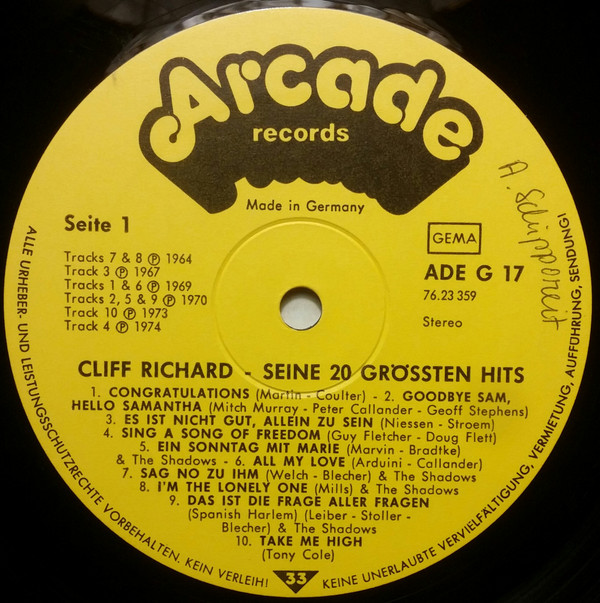 Arcade
records
Made in Germany
Seite 1
GEMA
Tracks 7 & 8 Ⓟ 1964
Track 3 Ⓟ 1967
Tracks 1 & 6 Ⓟ 1969
Tracks 2, 5 & 9 Ⓟ 1970
Track 10 Ⓟ 1973
Track 4 Ⓟ 1974
ADE G 17
76.23 359
Stereo
A. Schippereit
CLIFF RICHARD - SEINE 20 GRÖSSTEN HITS
1. CONGRATULATIONS (Martin - Coulter) - 2. GOODBYE SAM,
HELLO SAMANTHA (Mitch Murray - Peter Callander - Geoff Stephens)
3. ES IST NICHT GUT, ALLEIN ZU SEIN (Niessen - Stroem)
4. SING A SONG OF FREEDOM (Guy Fletcher - Doug Flett)
5. EIN SONNTAG MIT MARIE (Marvin - Bradtke)
& The Shadows - 6. ALL MY LOVE (Arduini - Callander)
7. SAG NO ZU IHM (Welch - Blecher) & The Shadows
8. I'M THE LONELY ONE (Mills) & The Shadows
9. DAS IST DIE FRAGE ALLER FRAGEN
(Spanish Harlem) (Leiber - Stoller -
Blecher) & The Shadows
10. TAKE ME HIGH
(Tony Cole)
33
ALLE URHEBER- UND LEISTUNGSSCHUTZRECHTE VORBEHALTEN. KEIN VERLEIH! KEINE UNERLAUBTE VERVIELFÄLTIGUNG, VERMIETUNG, AUFFÜHRUNG, SENDUNG!